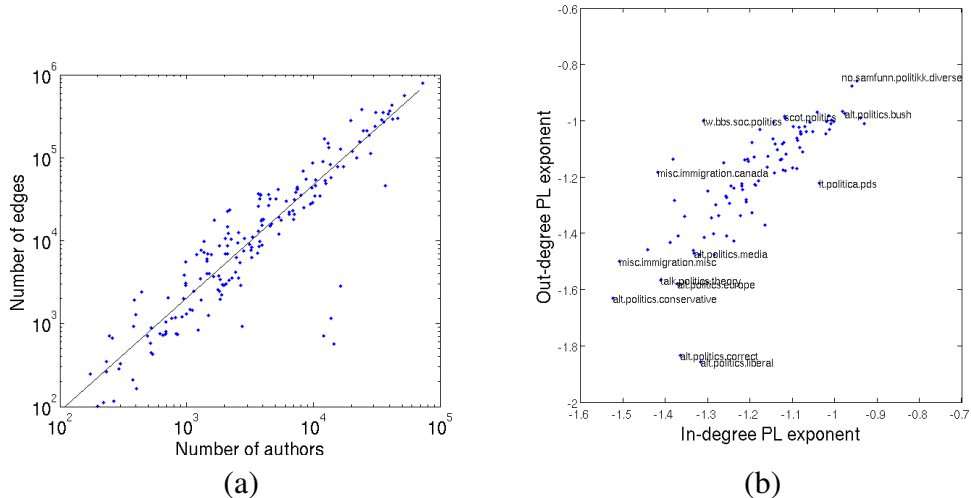 10^6
10^5
10^4
10^3
10^2
10^2
10^3
10^4
10^5
Number of edges
Number of authors
(a)
-0.6
-0.8
-1
-1.2
-1.4
-1.6
-1.8
-2
-1.6
-1.5
-1.4
-1.3
-1.2
-1.1
-1
-0.9
-0.8
-0.7
Out-degree PL exponent
In-degree PL exponent
no.samfunn.politikk.diverse
alt.politics.bush
tw.bbs.soc.politics
scot.politics
misc.immigration.canada
it.politica.pds
alt.politics.media
misc.immigration.misc
talk.politics.theory
alt.politics.europe
alt.politics.conservative
alt.politics.correct
alt.politics.liberal
(b)